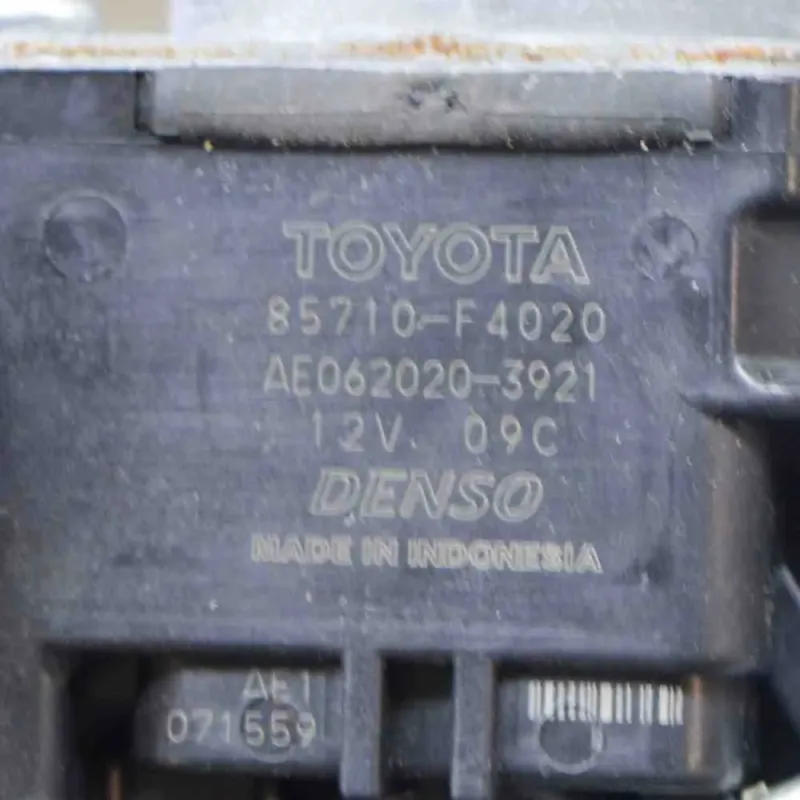 TOYOTA
85710-F4020
AE062020-3921
12V 09C
DENSO
MADE IN INDONESIA
AE1
071559